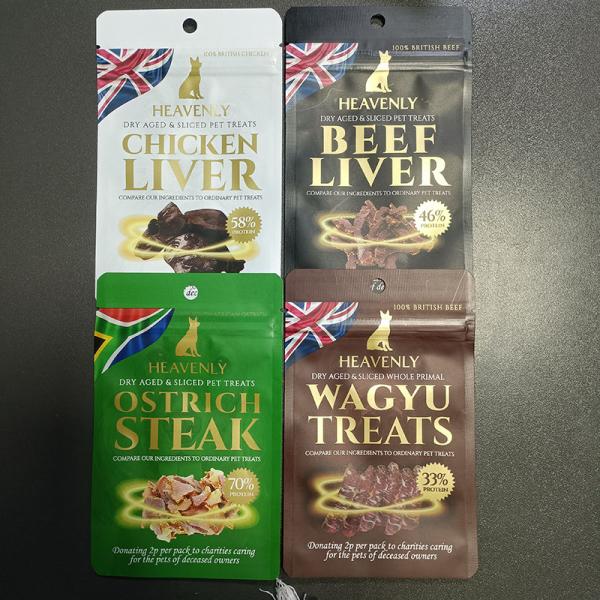 100% BRITISH CHICKEN
HEAVENLY
DRY AGED & SLICED PET TREATS
CHICKEN
LIVER
COMPARE OUR INGREDIENTS TO ORDINARY PET TREATS
58%
PROTEIN
100% BRITISH BEEF
HEAVENLY
DRY AGED & SLICED PET TREATS
BEEF
LIVER
COMPARE OUR INGREDIENTS TO ORDINARY PET TREATS
46%
PROTEIN
HEAVENLY
DRY AGED & SLICED PET TREATS
OSTRICH
STEAK
COMPARE OUR INGREDIENTS TO ORDINARY PET TREATS
70%
PROTEIN
Donating 2p per pack to charities caring
for the pets of deceased owners
100% BRITISH BEEF
HEAVENLY
DRY AGED & SLICED WHOLE PRIMAL
WAGYU
TREATS
COMPARE OUR INGREDIENTS TO ORDINARY PET TREATS
33%
PROTEIN
Donating 2p per pack to charities caring
for the pets of deceased owners